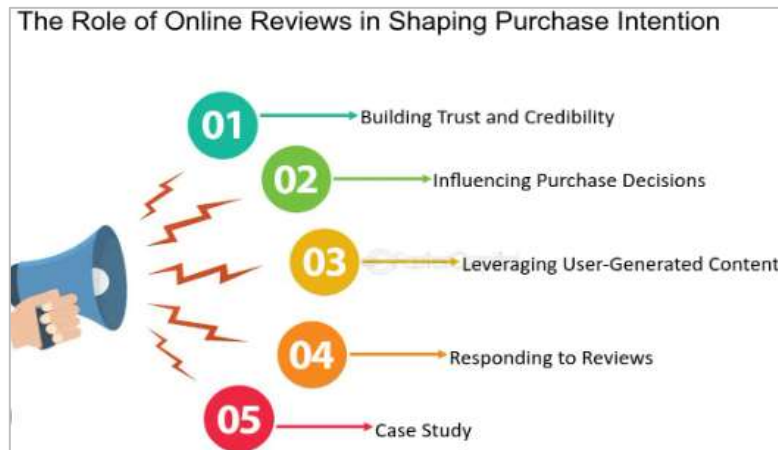 The Role of Online Reviews in Shaping Purchase Intention
01 Building Trust and Credibility
02 Influencing Purchase Decisions
03 Leveraging User-Generated Content
04 Responding to Reviews
05 Case Study